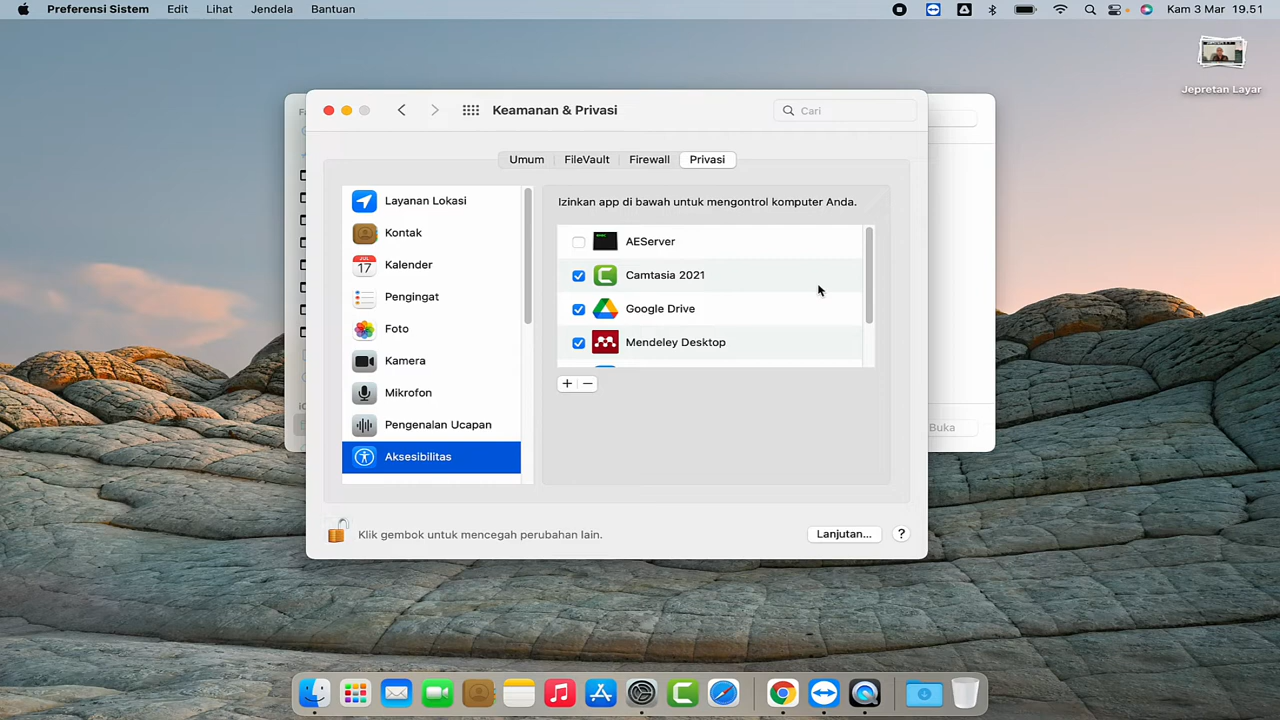 Preferensi Sistem Edit Lihat Jendela Bantuan Kam 3 Mar 19.51
Jepretan Layar
Keamanan & Privasi
Cari
Umum FileVault Firewall Privasi
Layanan Lokasi
Kontak
JUL
17
Kalender
Pengingat
Foto
Kamera
Mikrofon
Pengenalan Ucapan
Aksesibilitas
Izinkan app di bawah untuk mengontrol komputer Anda.
AEServer
Camtasia 2021
Google Drive
Mendeley Desktop
+ −
Buka
Klik gembok untuk mencegah perubahan lain.
Lanjutan... ?